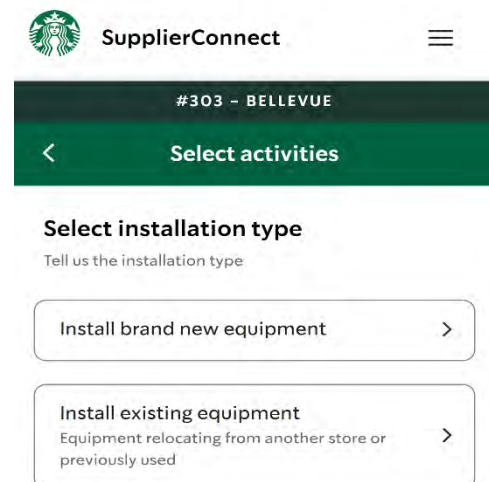 SupplierConnect
#303 – BELLEVUE
Select activities
Select installation type
Tell us the installation type
Install brand new equipment
Install existing equipment
Equipment relocating from another store or
previously used